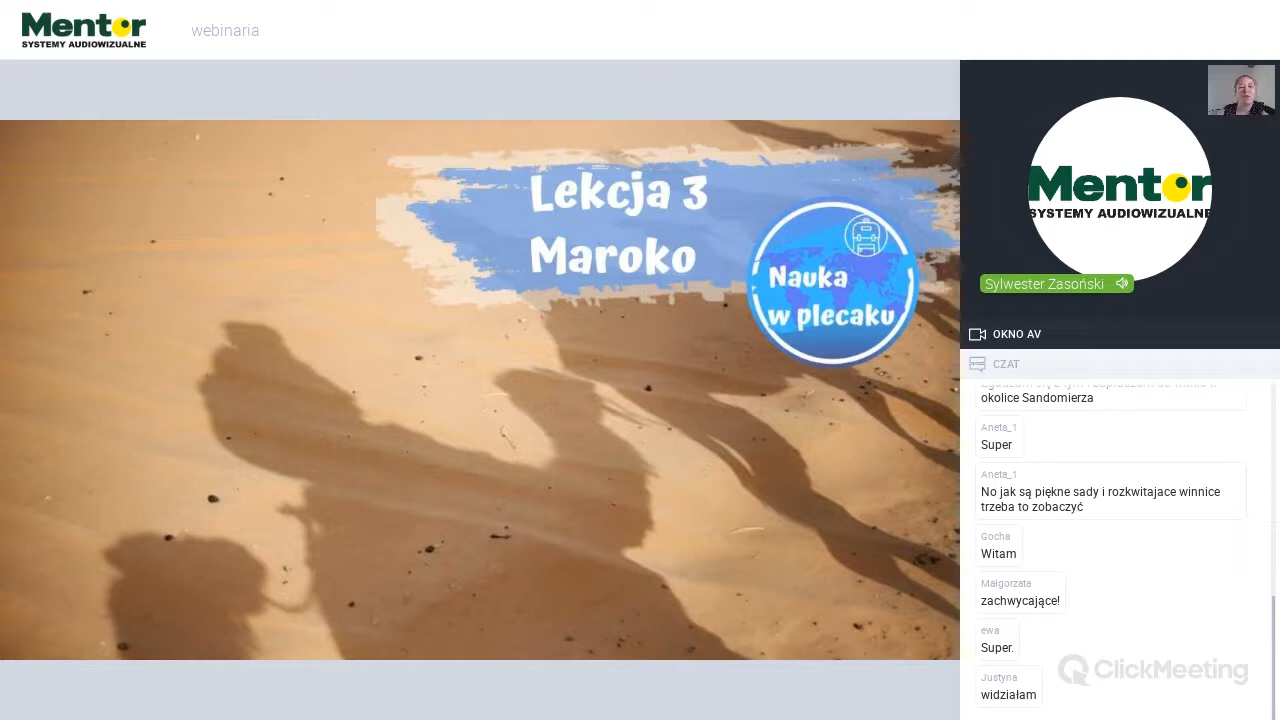 Mentor
SYSTEMY AUDIOWIZUALNE
webinaria
Lekcja 3
Maroko
Nauka
w plecaku
Mentor
SYSTEMY AUDIOWIZUALNE
Sylwester Zasoński
OKNO AV
CZAT
okolice Sandomierza
Aneta_1
Super
Aneta_1
No jak są piękne sady i rozkwitajace winnice
trzeba to zobaczyć
Gocha
Witam
Małgorzata
zachwycające!
ewa
Super.
Justyna
widziałam
ClickMeeting